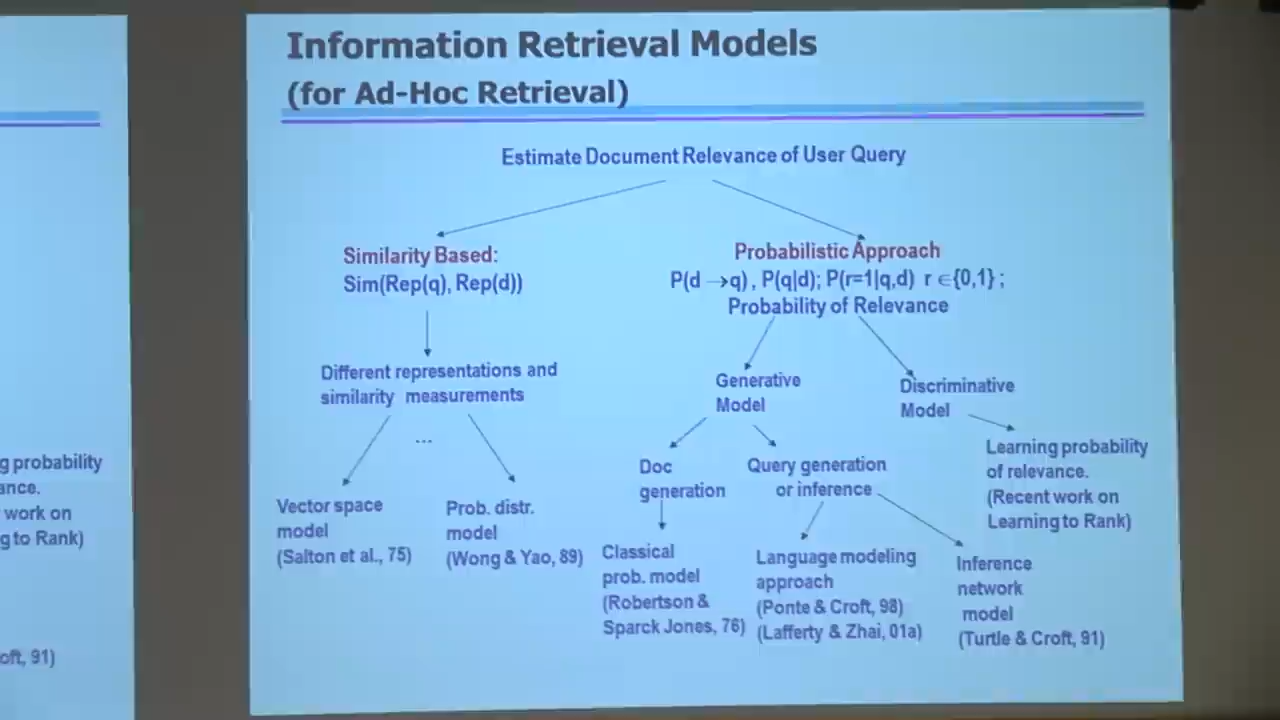 Information Retrieval Models
(for Ad-Hoc Retrieval)
Estimate Document Relevance of User Query
Similarity Based:
Sim(Rep(q), Rep(d))
Probabilistic Approach
P(d →q) , P(q|d); P(r=1|q,d) r ∈{0,1} ;
Probability of Relevance
Different representations and
similarity measurements
...
Generative
Model
Discriminative
Model
Vector space
model
(Salton et al., 75)
Prob. distr.
model
(Wong & Yao, 89)
Doc
generation
Query generation
or inference
Learning probability
of relevance.
(Recent work on
Learning to Rank)
Classical
prob. model
(Robertson &
Sparck Jones, 76)
Language modeling
approach
(Ponte & Croft, 98)
(Lafferty & Zhai, 01a)
Inference
network
model
(Turtle & Croft, 91)
g probability
ance.
work on
g to Rank)
oft, 91)